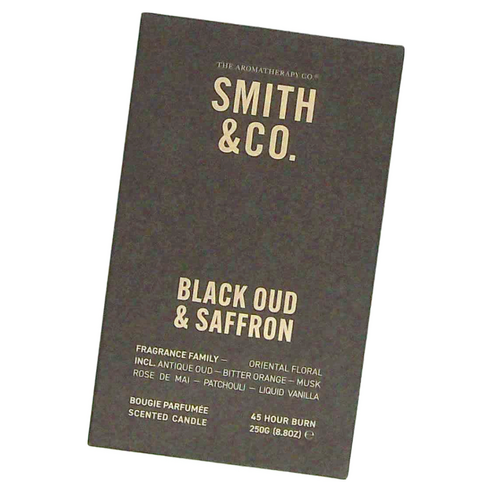 THE AROMATHERAPY CO.®
SMITH
&CO.
BLACK OUD
& SAFFRON
FRAGRANCE FAMILY — ORIENTAL FLORAL
INCL. ANTIQUE OUD — BITTER ORANGE — MUSK
ROSE DE MAI — PATCHOULI — LIQUID VANILLA
BOUGIE PARFUMÉE 45 HOUR BURN
SCENTED CANDLE 250G (8.8OZ) ℮